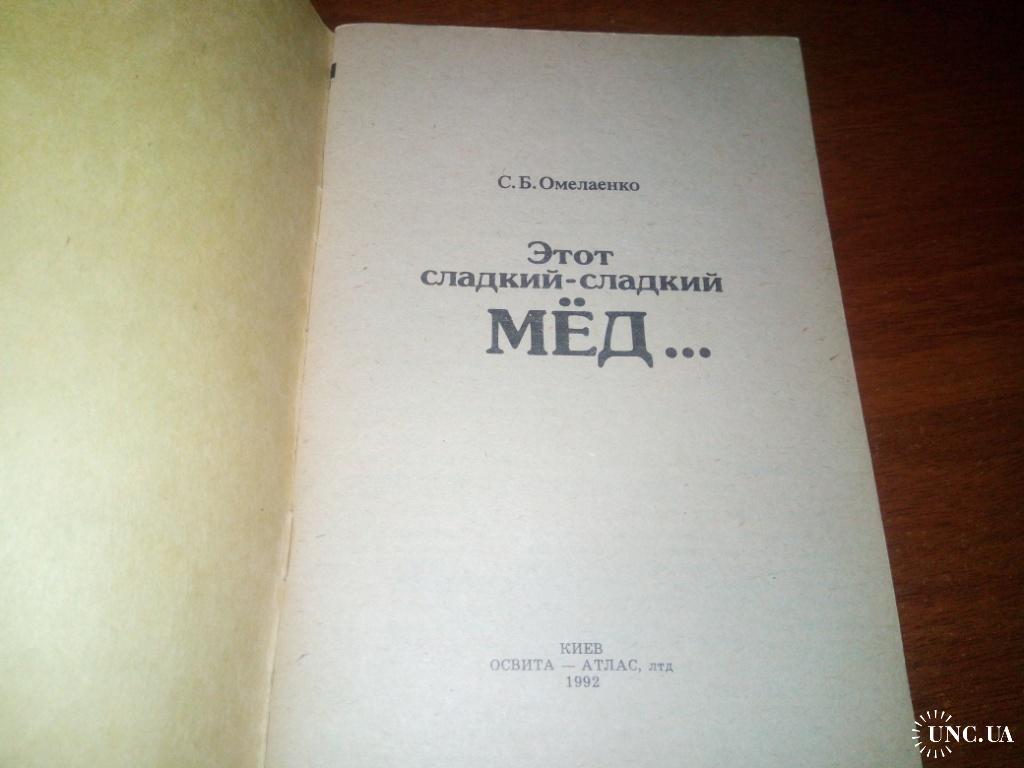 С. Б. Омелаенко
Этот
сладкий-сладкий
МЁД...
КИЕВ
ОСВИТА — АТЛАС, лтд
1992
UNC.UA